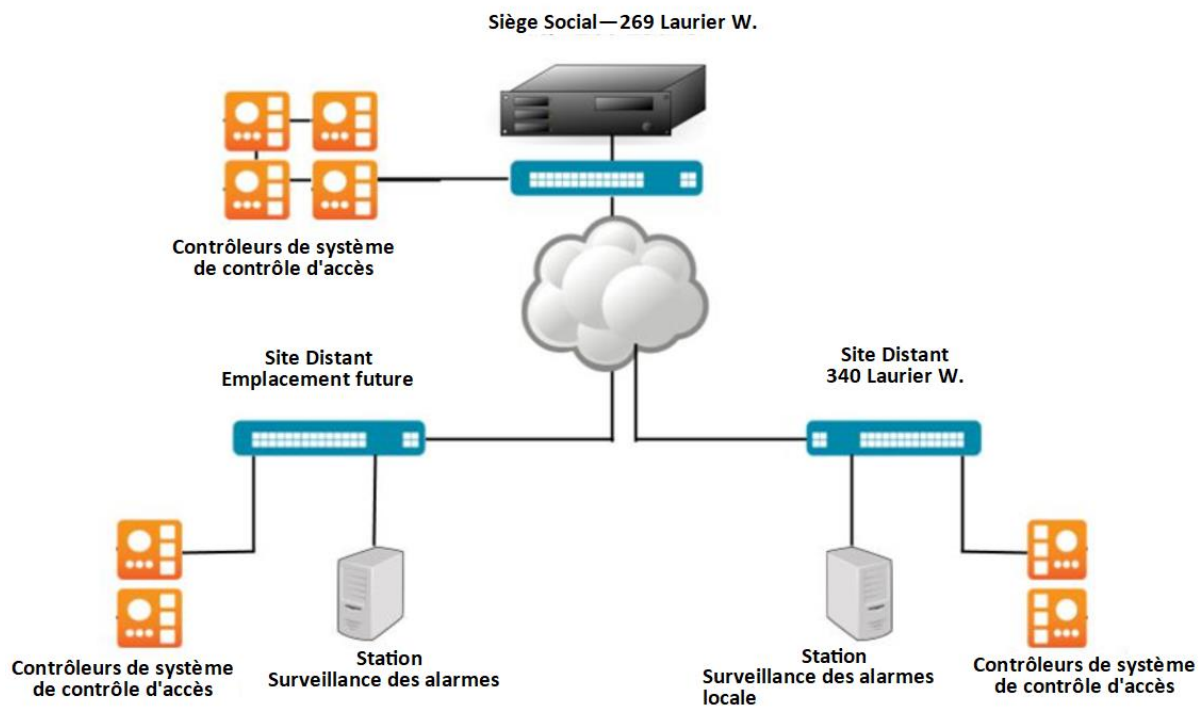 Siège Social—269 Laurier W.
Contrôleurs de système
de contrôle d'accès
Site Distant
Emplacement future
Site Distant
340 Laurier W.
Contrôleurs de système
de contrôle d'accès
Station
Surveillance des alarmes
Station
Surveillance des alarmes
locale
Contrôleurs de système
de contrôle d'accès